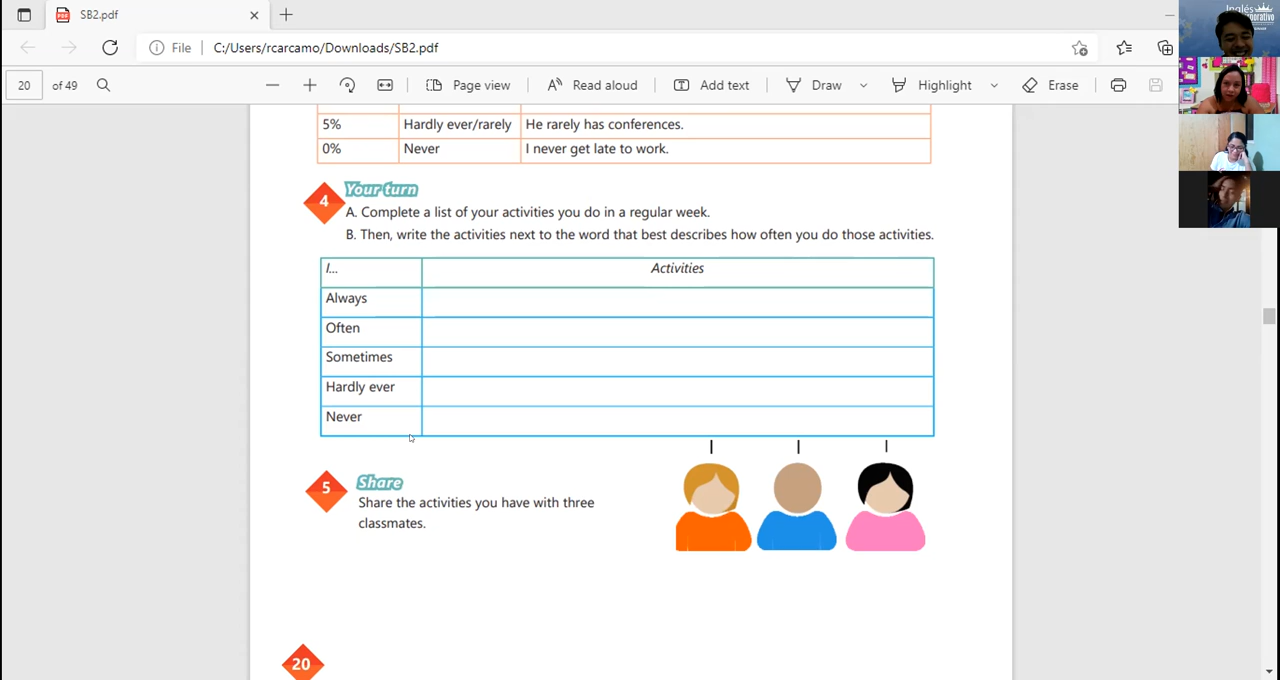 SB2.pdf
File C:/Users/rcarcamo/Downloads/SB2.pdf
20 of 49 Page view Read aloud Add text Draw Highlight Erase
Inglés
5% Hardly ever/rarely He rarely has conferences.
0% Never I never get late to work.
4 Your turn
A. Complete a list of your activities you do in a regular week.
B. Then, write the activities next to the word that best describes how often you do those activities.
I... Activities
Always
Often
Sometimes
Hardly ever
Never
5 Share
Share the activities you have with three
classmates.
20